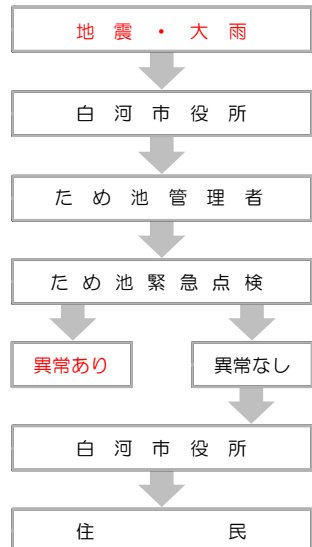 地震・大雨
白河市役所
ため池管理者
ため池緊急点検
異常あり 異常なし
白河市役所
住民